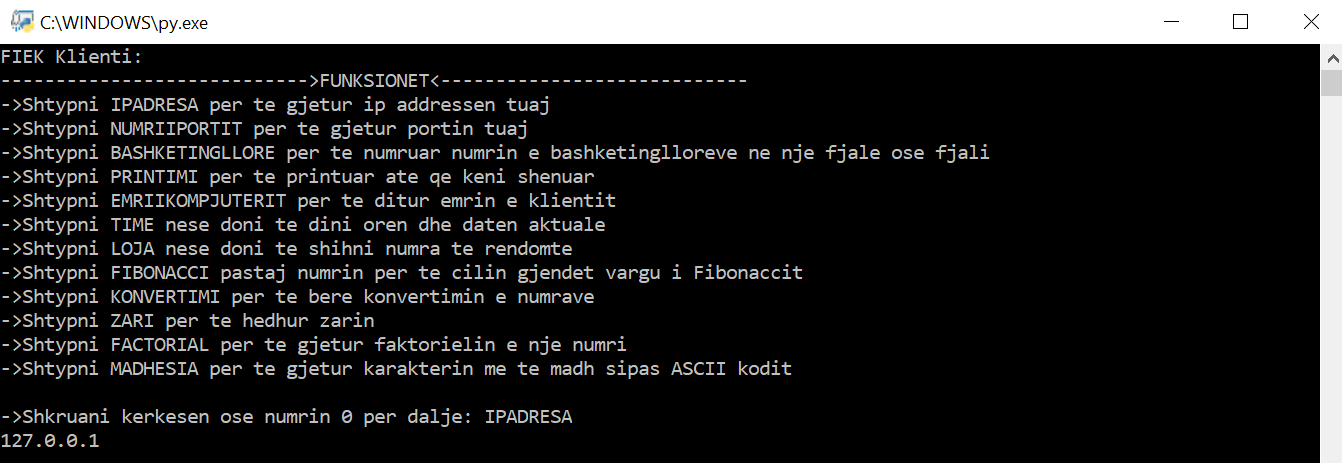 C:\WINDOWS\py.exe
FIEK Klienti:
---------------------------->FUNKSIONET<----------------------------
->Shtypni IPADRESA per te gjetur ip addressen tuaj
->Shtypni NUMRIIPORTIT per te gjetur portin tuaj
->Shtypni BASHKETINGLLORE per te numruar numrin e bashketinglloreve ne nje fjale ose fjali
->Shtypni PRINTIMI per te printuar ate qe keni shenuar
->Shtypni EMRIIKOMPJUTERIT per te ditur emrin e klientit
->Shtypni TIME nese doni te dini oren dhe daten aktuale
->Shtypni LOJA nese doni te shihni numra te rendomte
->Shtypni FIBONACCI pastaj numrin per te cilin gjendet vargu i Fibonaccit
->Shtypni KONVERTIMI per te bere konvertimin e numrave
->Shtypni ZARI per te hedhur zarin
->Shtypni FACTORIAL per te gjetur faktorielin e nje numri
->Shtypni MADHESIA per te gjetur karakterin me te madh sipas ASCII kodit
->Shkruani kerkesen ose numrin 0 per dalje: IPADRESA
127.0.0.1